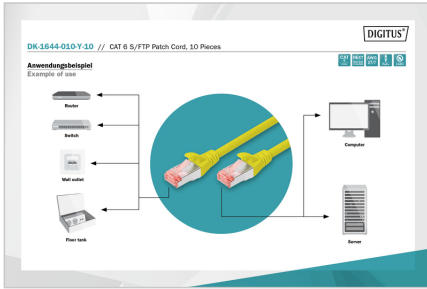 DIGITUS®
DK-1644-010-Y-10 // CAT 6 S/FTP Patch Cord, 10 Pieces
Anwendungsbeispiel
Example of use
Router
Switch
Wall outlet
Floor tank
Computer
Server